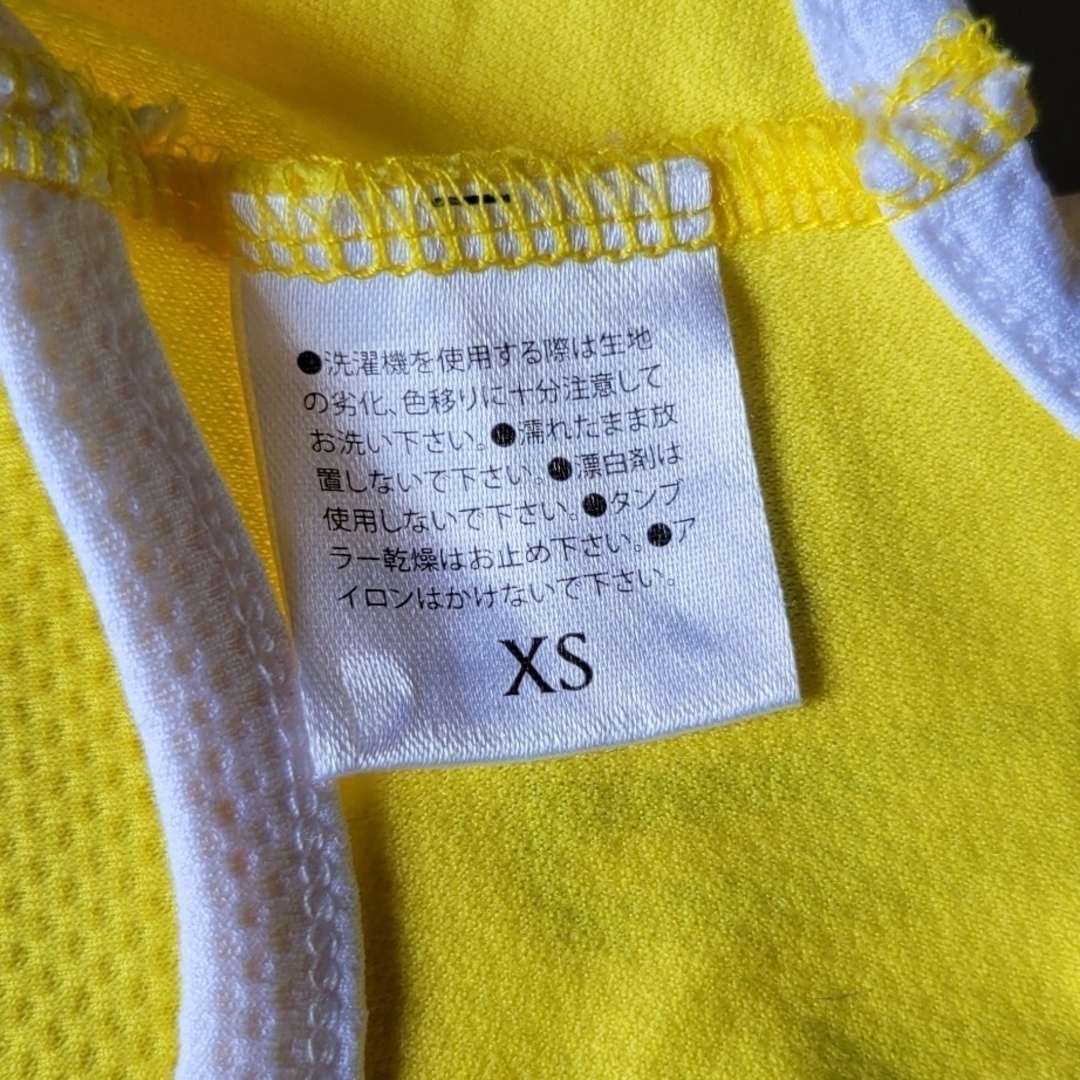 ●洗濯機を使用する際は生地
の劣化、色移りに十分注意して
お洗い下さい。●濡れたまま放
置しないで下さい。●漂白剤は
使用しないで下さい。●タンブ
ラー乾燥はお止め下さい。●ア
イロンはかけないで下さい。
XS